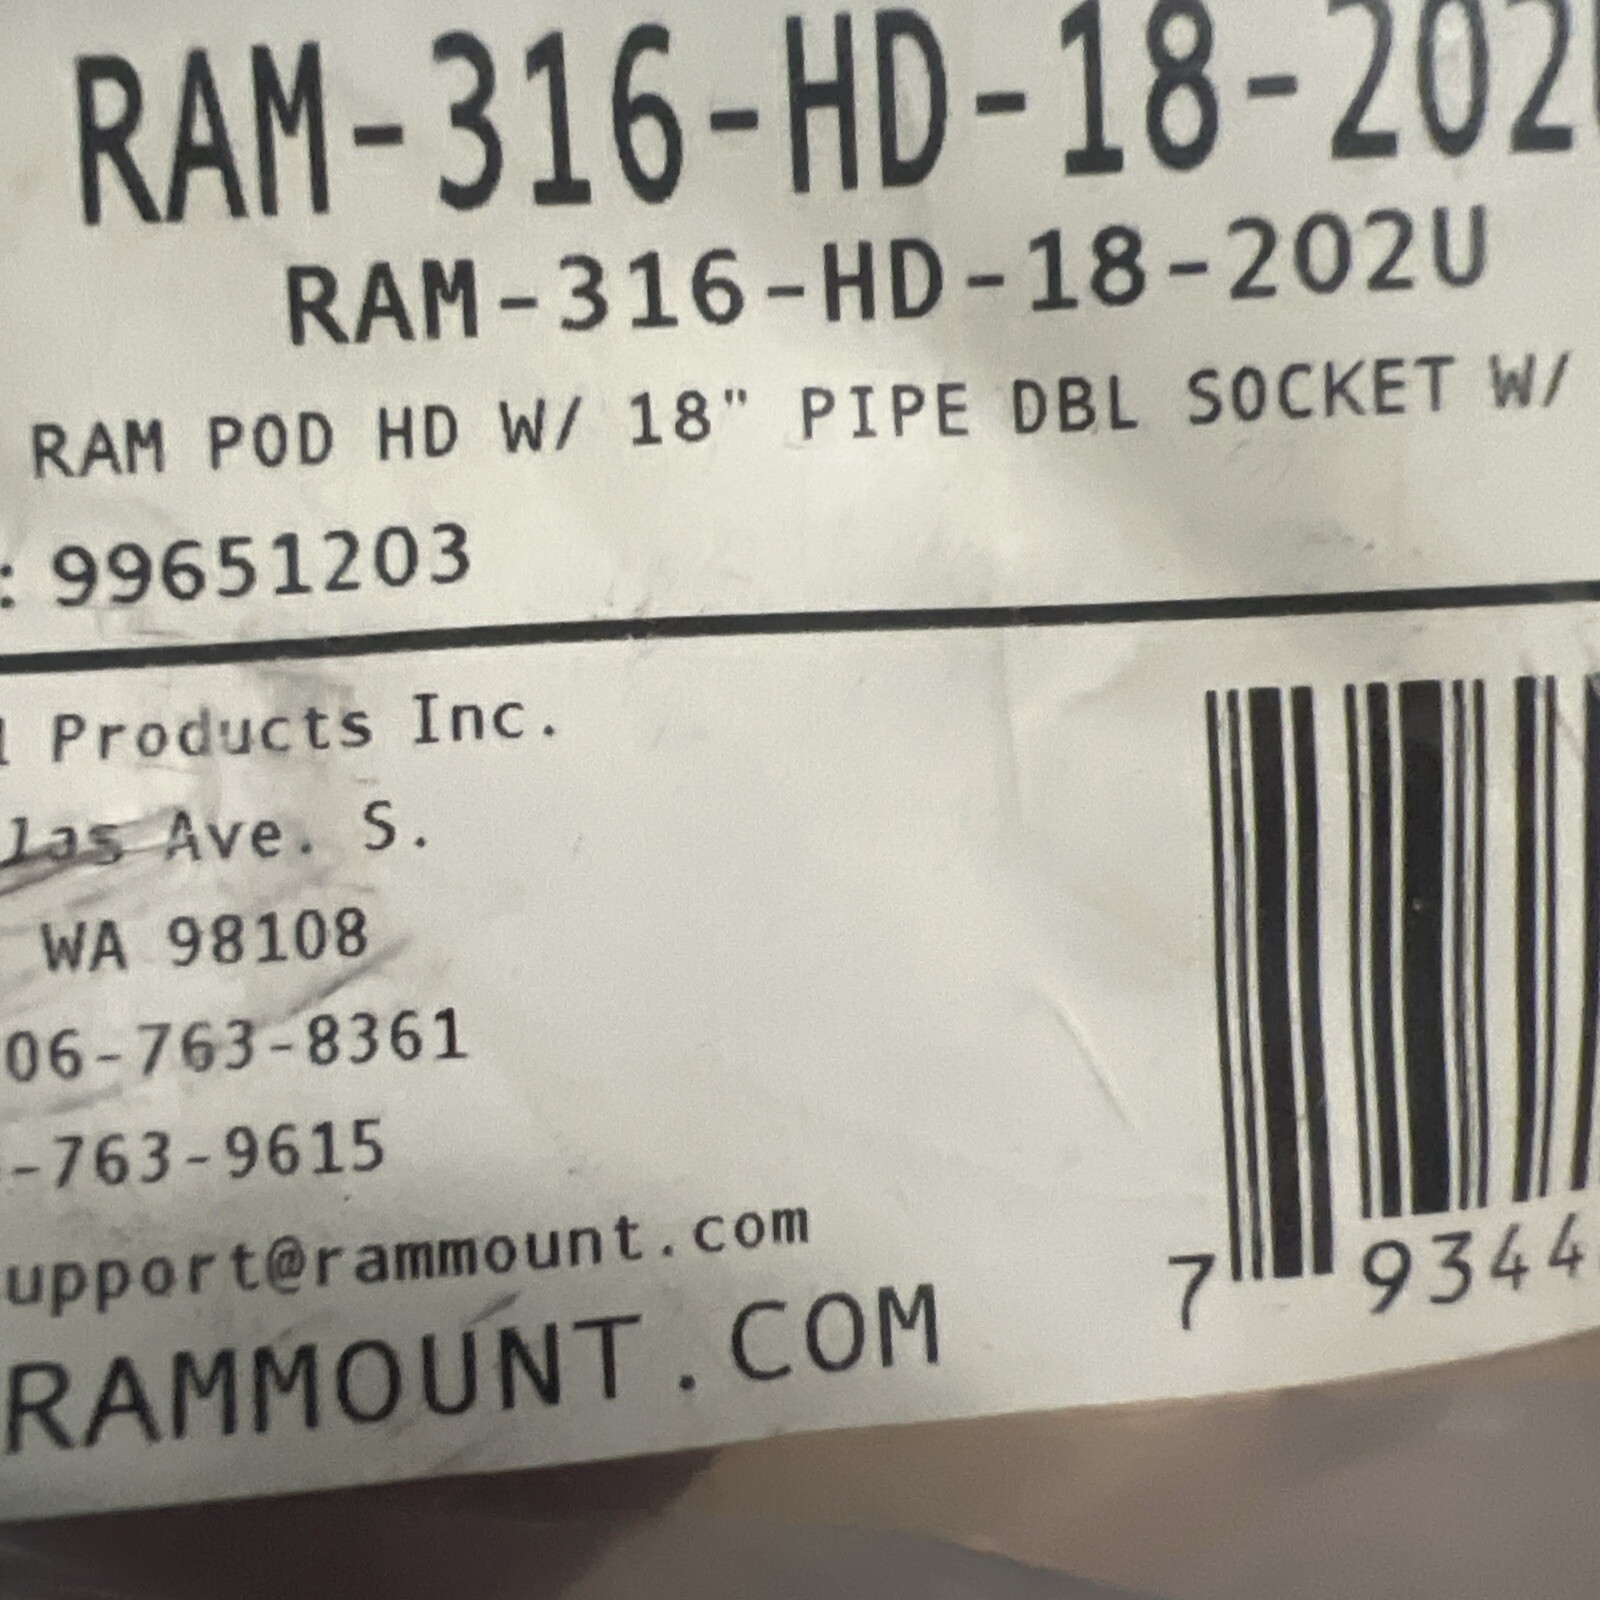 RAM-316-HD-18-202
RAM-316-HD-18-202U
RAM POD HD W/ 18" PIPE DBL SOCKET W/
: 99651203
Products Inc.
Ave. S.
WA 98108
06-763-8361
-763-9615
upport@rammount.com
RAMMOUNT.COM
7 9344